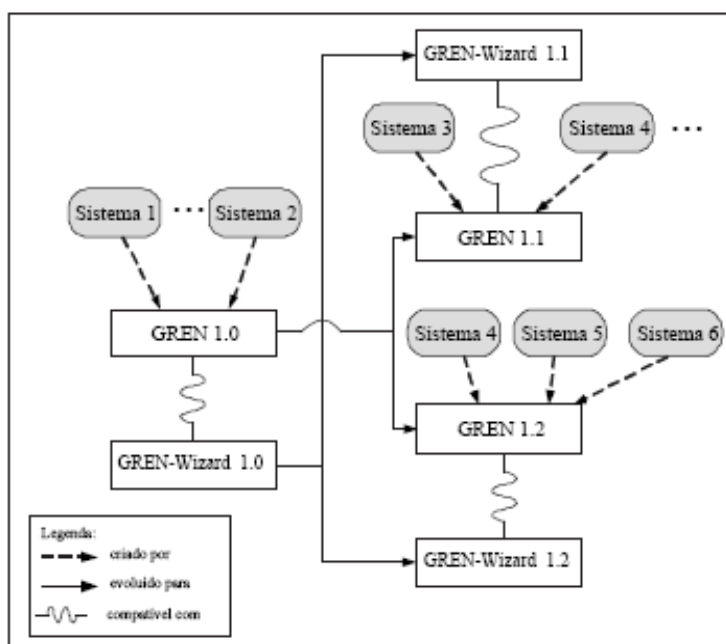 GREN-Wizard 1.1
Sistema 3
Sistema 4
...
Sistema 1
...
Sistema 2
GREN 1.1
GREN 1.0
Sistema 4
Sistema 5
Sistema 6
GREN 1.2
GREN-Wizard 1.0
Legenda:
criado por
evoluído para
compatível com
GREN-Wizard 1.2